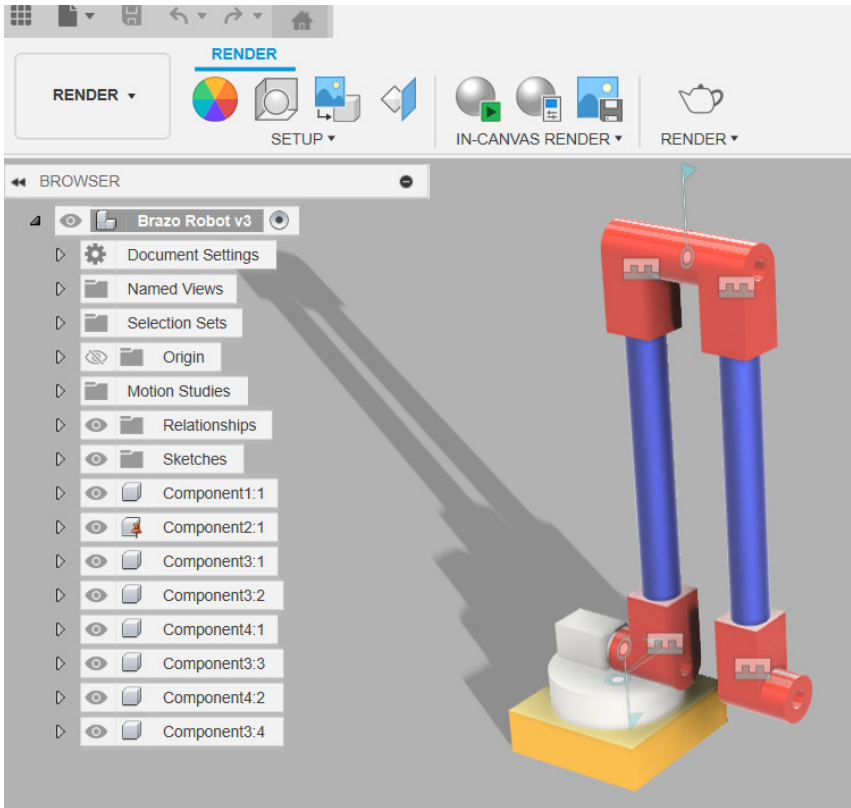 RENDER
RENDER ▾
SETUP ▾
IN-CANVAS RENDER ▾
RENDER ▾
BROWSER
Brazo Robot v3
Document Settings
Named Views
Selection Sets
Origin
Motion Studies
Relationships
Sketches
Component1:1
Component2:1
Component3:1
Component3:2
Component4:1
Component3:3
Component4:2
Component3:4